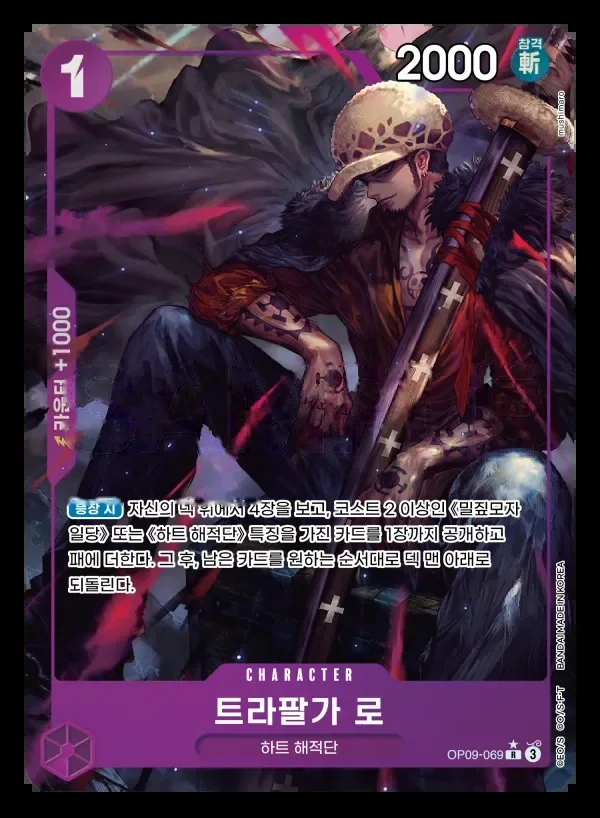 1
2000
참격
斬
mushimaro
카운터 +1000
등장 시 자신의 덱 위에서 4장을 보고, 코스트 2 이상인 《밀짚모자
일당》 또는 《하트 해적단》 특징을 가진 카드를 1장까지 공개하고
패에 더한다. 그 후, 남은 카드를 원하는 순서대로 덱 맨 아래로
되돌린다.
CHARACTER
트라팔가 로
하트 해적단
OP09-069 R 3
©EO/S ©O/S·F·T BANDAI MADE IN KOREA